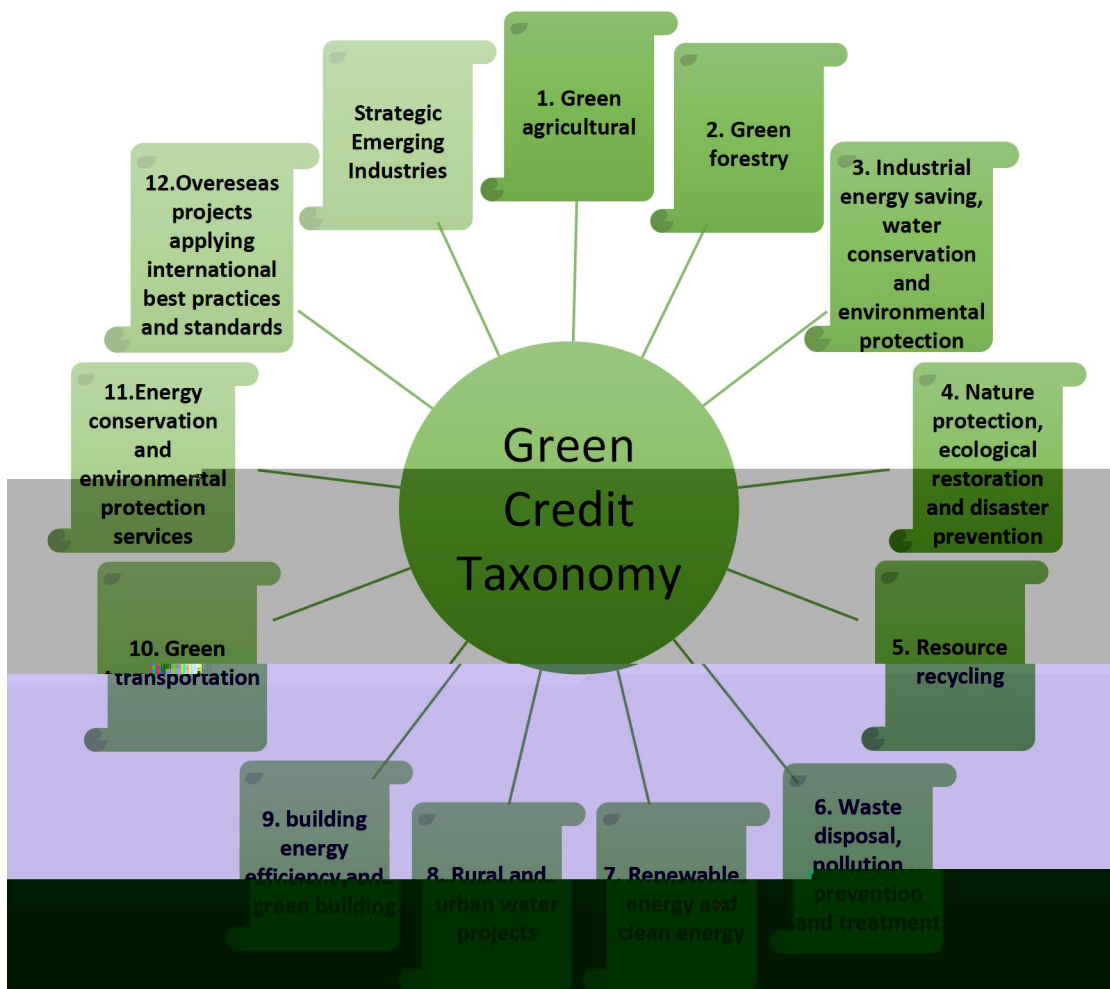 Strategic
Emerging
Industries
1. Green
agricultural
2. Green
forestry
3. Industrial
energy saving,
water
conservation
and
environmental
protection
4. Nature
protection,
ecological
restoration
and disaster
prevention
5. Resource
recycling
6. Waste
disposal,
pollution
prevention
and treatment
7. Renewable
energy and
clean energy
8. Rural and
urban water
projects
9. building
energy
efficiency and
green building
10. Green
transportation
11.Energy
conservation
and
environmental
protection
services
12.Overeseas
projects
applying
international
best practices
and standards
Green
Credit
Taxonomy